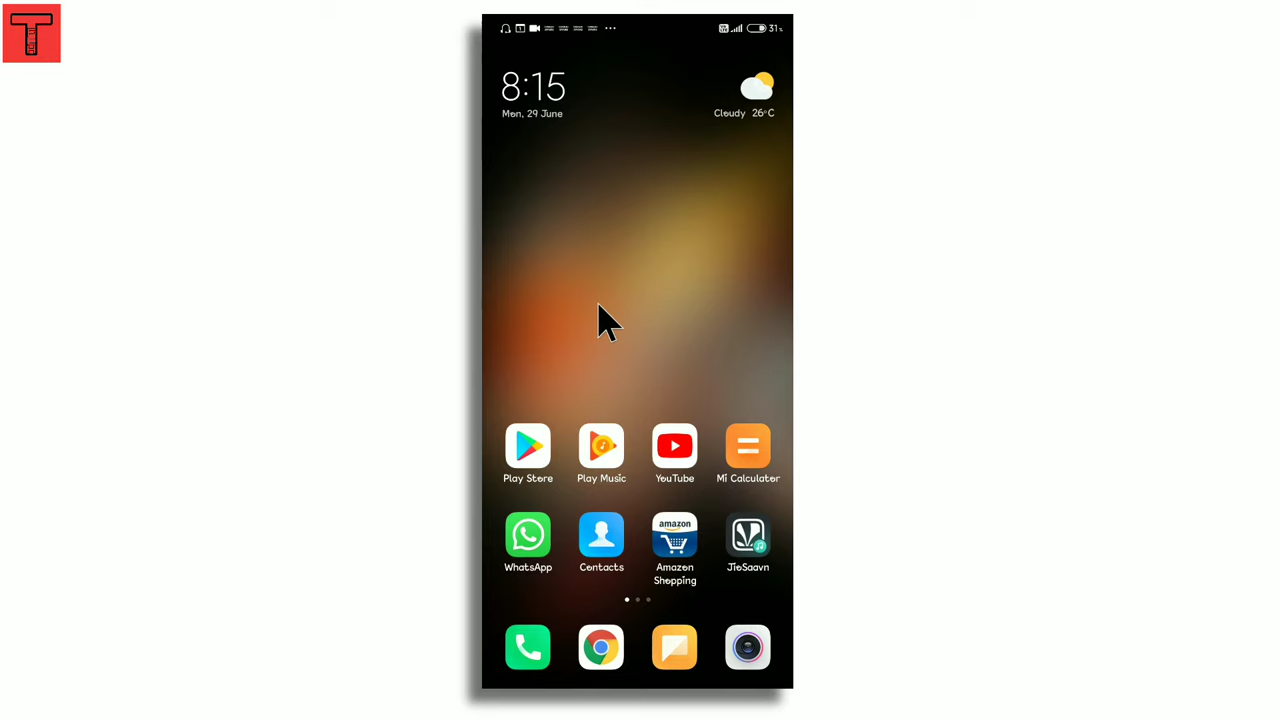 T
31%
8:15
Mon, 29 June
Cloudy 26°C
Play Store
Play Music
YouTube
Mi Calculator
amazon
WhatsApp
Contacts
Amazon
Shopping
JioSaavn